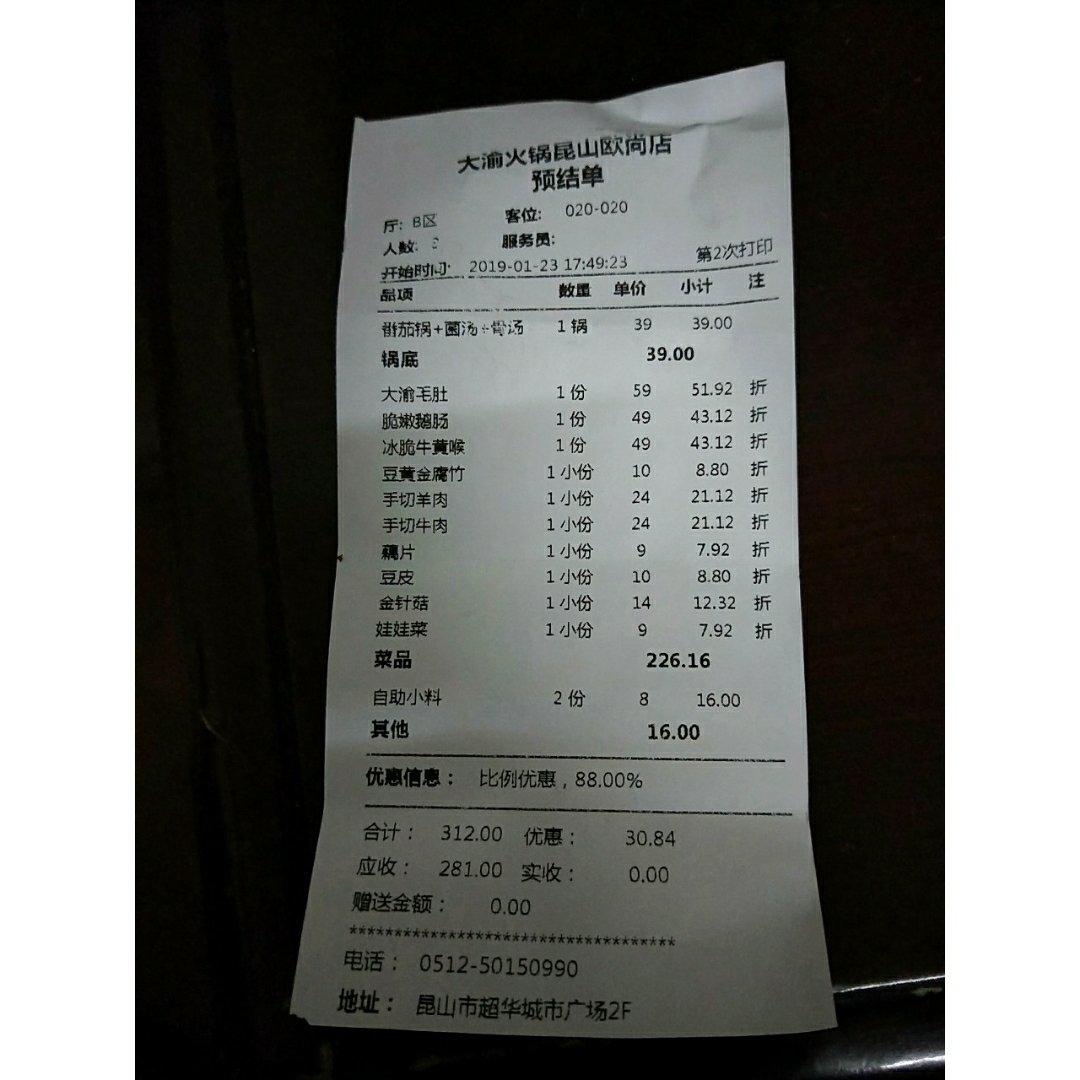 大渝火锅昆山欧尚店
预结单
厅: B区 客位: 020-020
人数: 服务员:
开始时间: 2019-01-23 17:49:23 第2次打印
品项 数量 单价 小计 注
番茄锅+菌汤+骨汤 1 锅 39 39.00
锅底 39.00
大渝毛肚 1 份 59 51.92 折
脆嫩鹅肠 1 份 49 43.12 折
冰脆牛黄喉 1 份 49 43.12 折
豆黄金腐竹 1 小份 10 8.80 折
手切羊肉 1 小份 24 21.12 折
手切牛肉 1 小份 24 21.12 折
藕片 1 小份 9 7.92 折
豆皮 1 小份 10 8.80 折
金针菇 1 小份 14 12.32 折
娃娃菜 1 小份 9 7.92 折
菜品 226.16
自助小料 2 份 8 16.00
其他 16.00
优惠信息： 比例优惠，88.00%
合计： 312.00 优惠： 30.84
应收： 281.00 实收： 0.00
赠送金额： 0.00
************************************
电话： 0512-50150990
地址： 昆山市超华城市广场2F